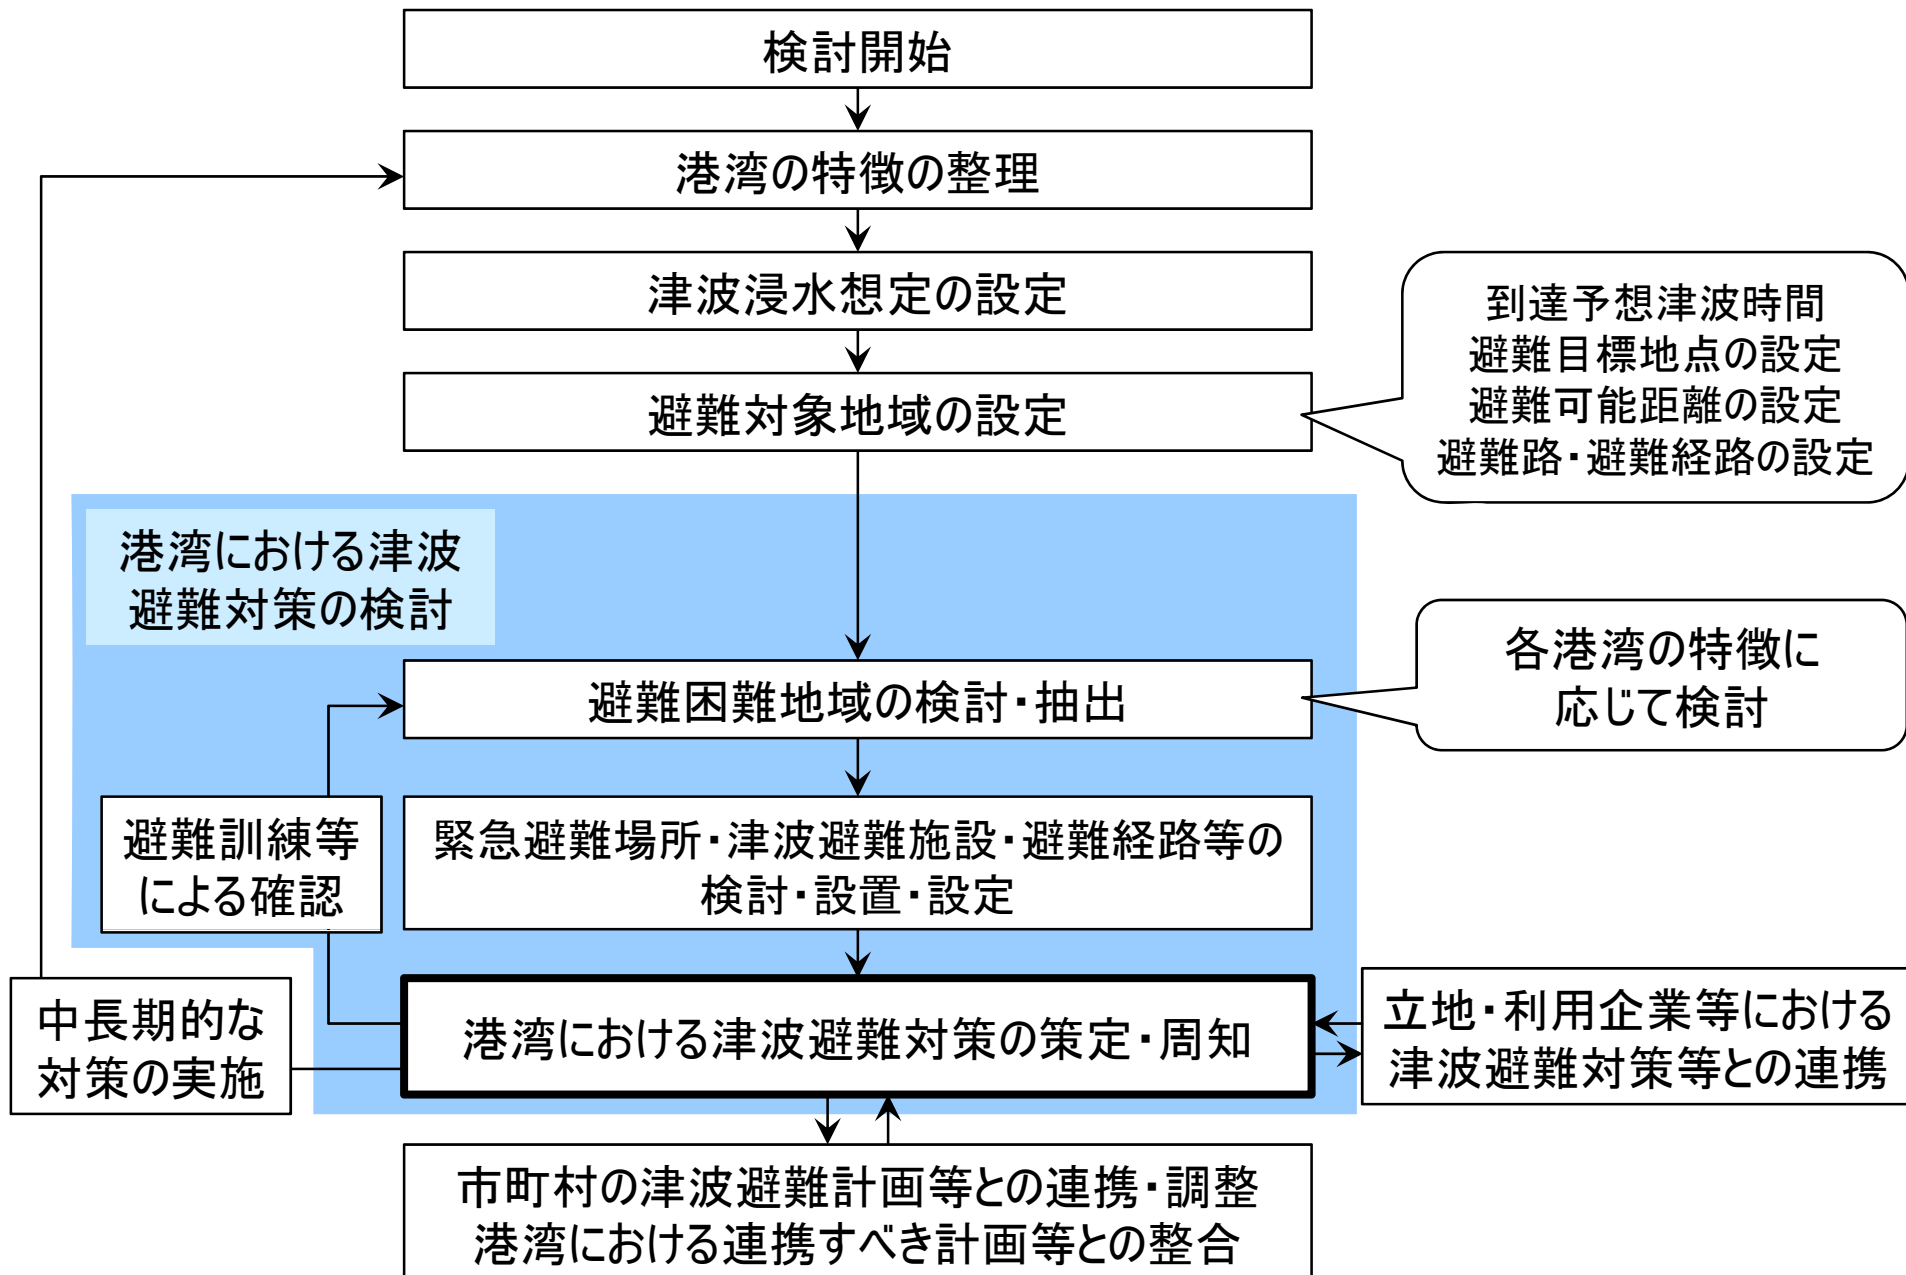 検討開始
港湾の特徴の整理
津波浸水想定の設定
避難対象地域の設定
到達予想津波時間
避難目標地点の設定
避難可能距離の設定
避難路・避難経路の設定
港湾における津波
避難対策の検討
避難困難地域の検討・抽出
各港湾の特徴に
応じて検討
避難訓練等
による確認
緊急避難場所・津波避難施設・避難経路等の
検討・設置・設定
中長期的な
対策の実施
港湾における津波避難対策の策定・周知
立地・利用企業等における
津波避難対策等との連携
市町村の津波避難計画等との連携・調整
港湾における連携すべき計画等との整合